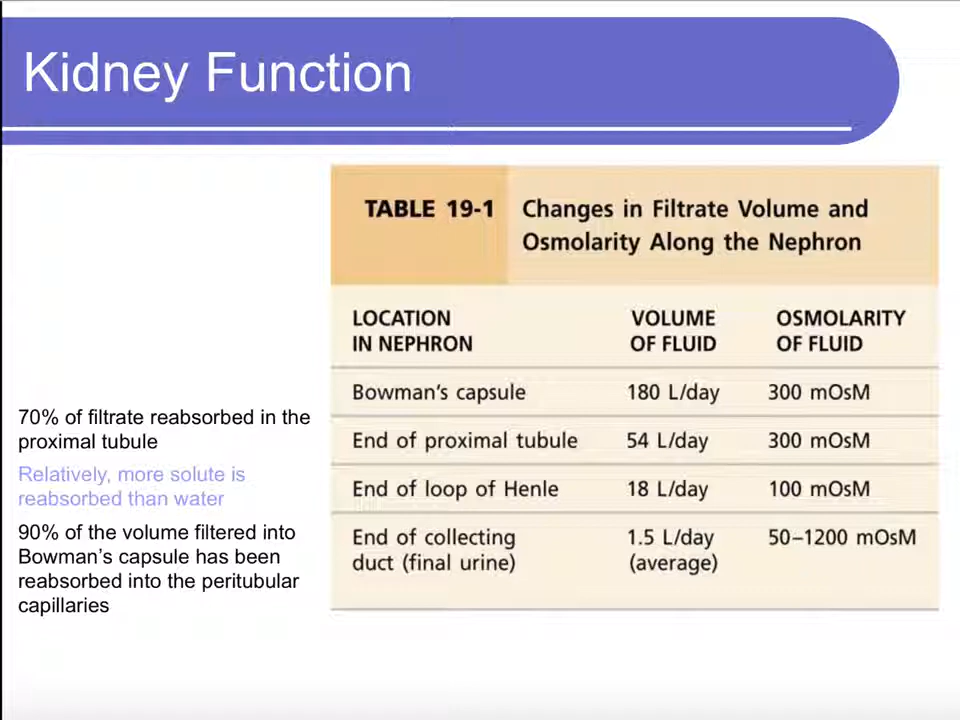 Kidney Function
TABLE 19-1
Changes in Filtrate Volume and
Osmolarity Along the Nephron
LOCATION
IN NEPHRON
VOLUME
OF FLUID
OSMOLARITY
OF FLUID
Bowman's capsule 180 L/day 300 mOsM
End of proximal tubule 54 L/day 300 mOsM
End of loop of Henle 18 L/day 100 mOsM
End of collecting
duct (final urine)
1.5 L/day
(average)
50–1200 mOsM
70% of filtrate reabsorbed in the
proximal tubule
Relatively, more solute is
reabsorbed than water
90% of the volume filtered into
Bowman's capsule has been
reabsorbed into the peritubular
capillaries